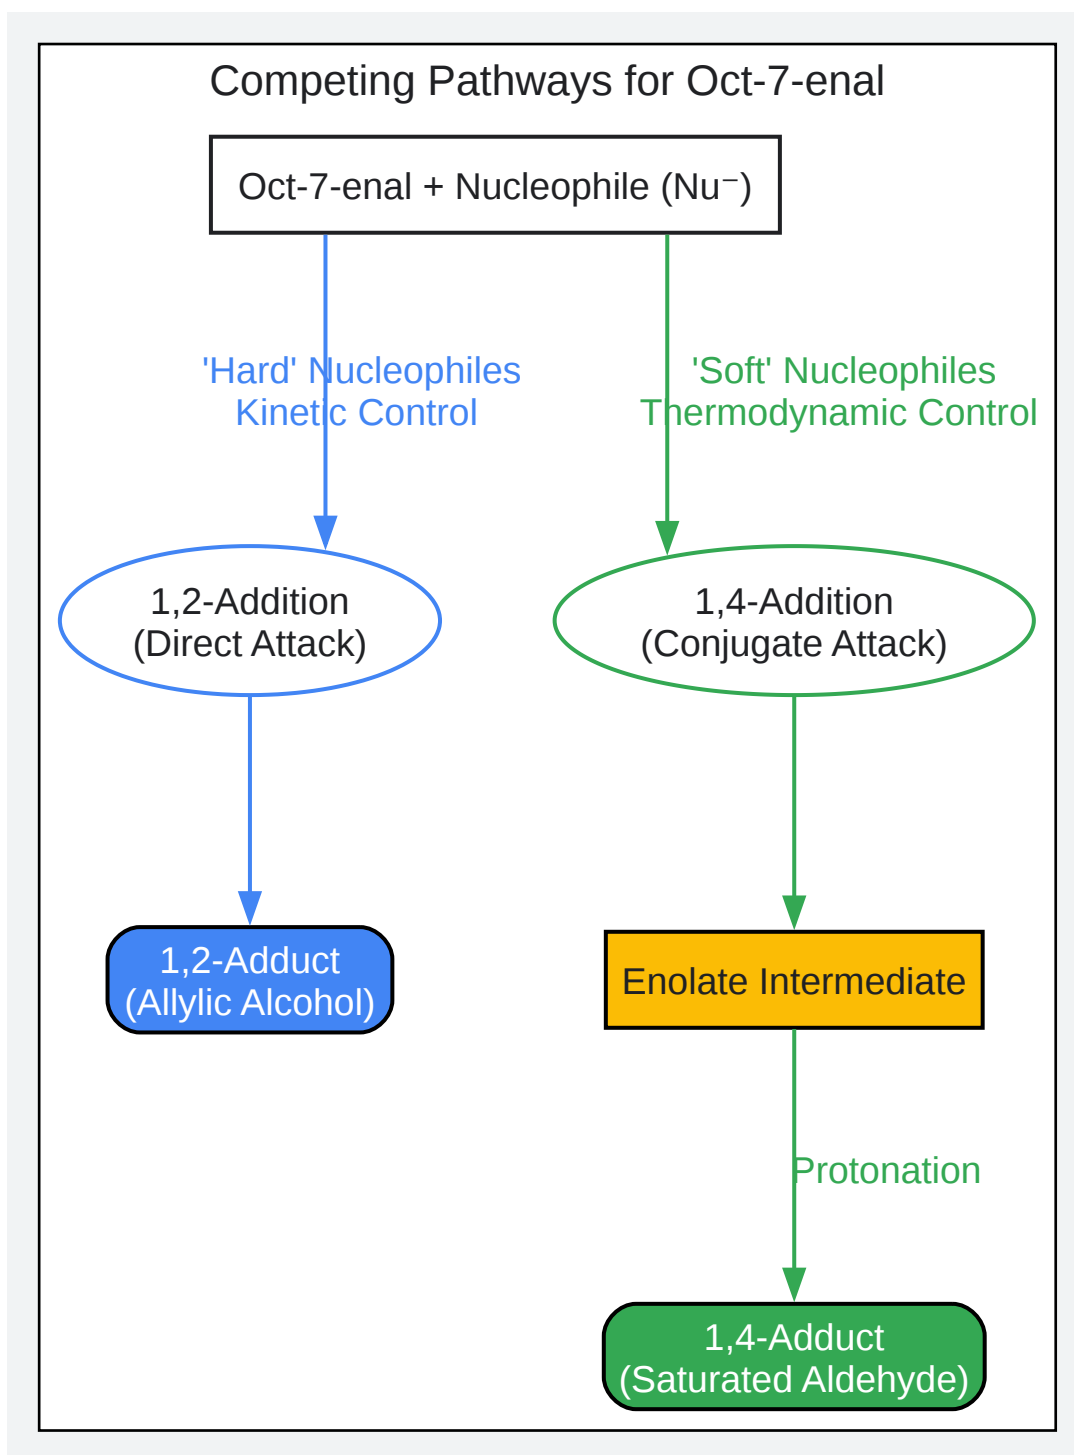 Competing Pathways for Oct-7-enal
Oct-7-enal + Nucleophile (Nu⁻)
'Hard' Nucleophiles
Kinetic Control
'Soft' Nucleophiles
Thermodynamic Control
1,2-Addition
(Direct Attack)
1,4-Addition
(Conjugate Attack)
1,2-Adduct
(Allylic Alcohol)
Enolate Intermediate
Protonation
1,4-Adduct
(Saturated Aldehyde)